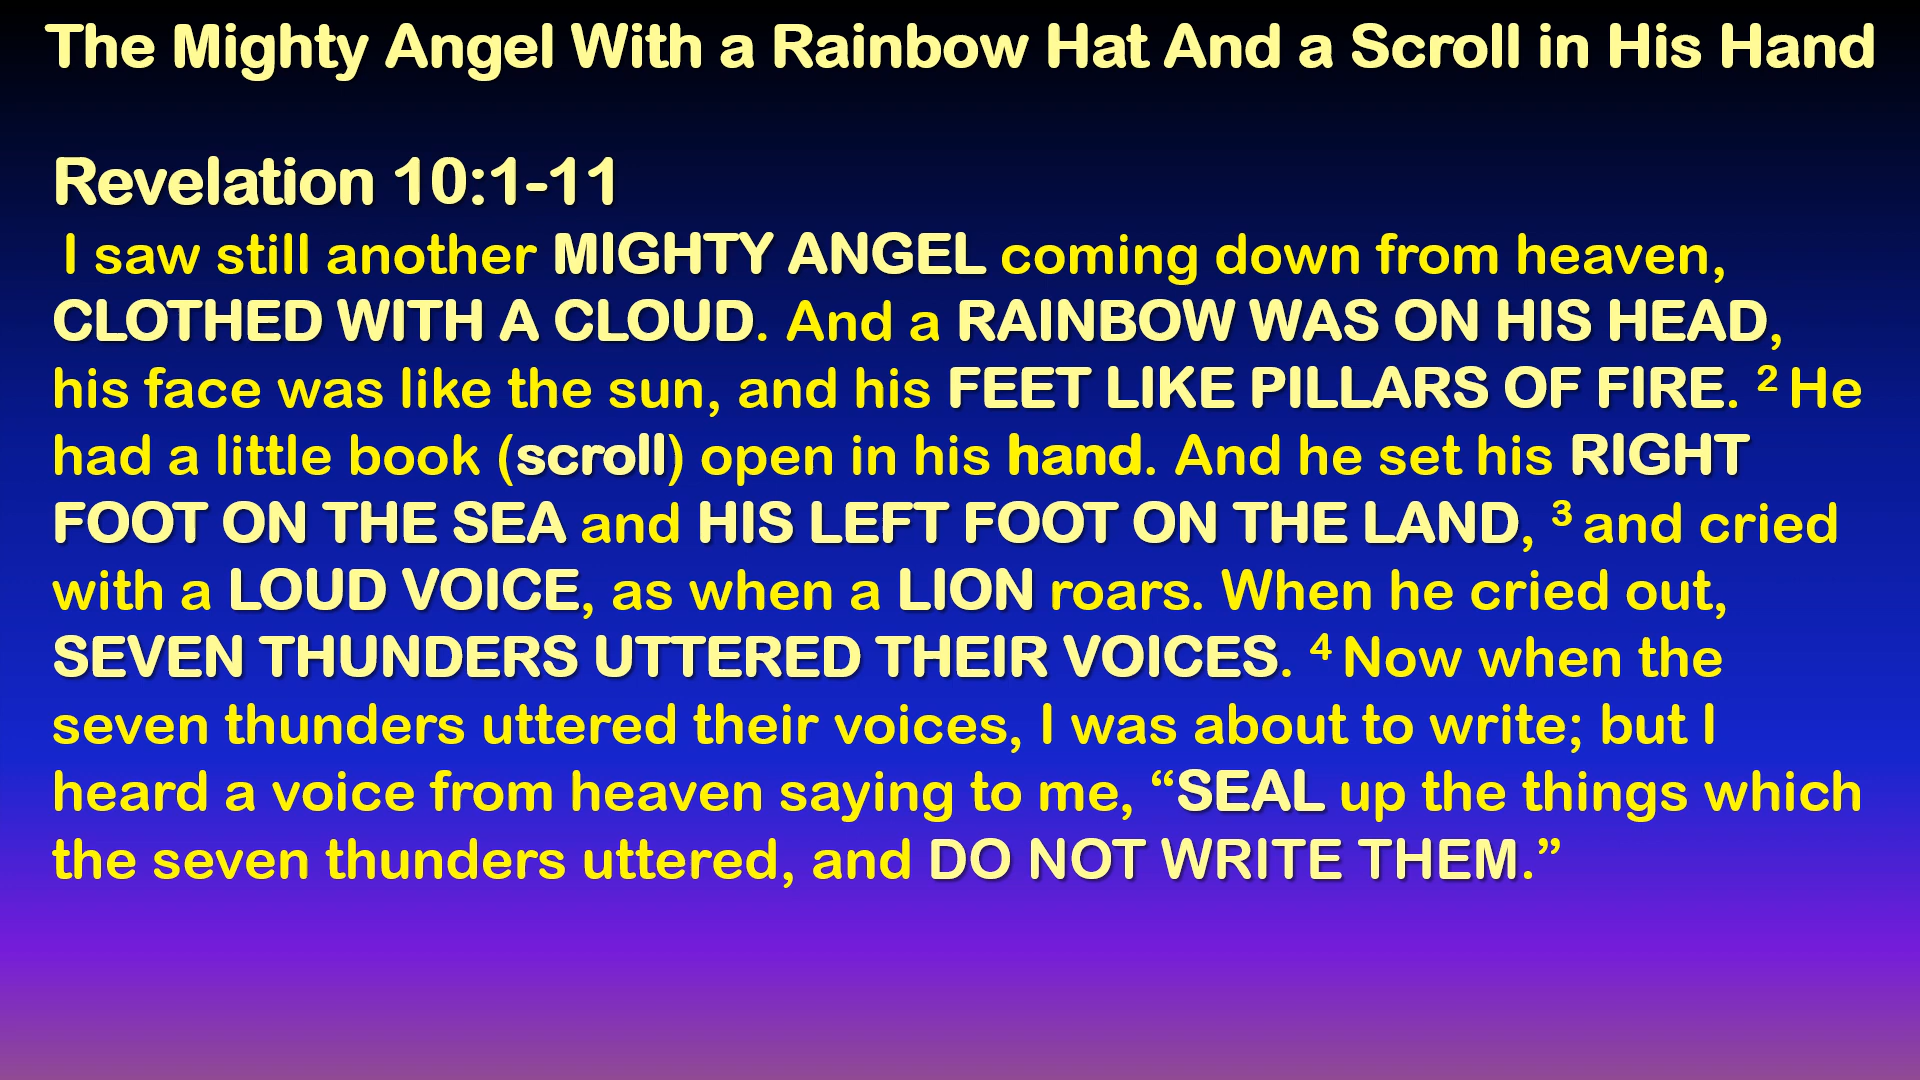 The Mighty Angel With a Rainbow Hat And a Scroll in His Hand
Revelation 10:1-11
I saw still another MIGHTY ANGEL coming down from heaven,
CLOTHED WITH A CLOUD. And a RAINBOW WAS ON HIS HEAD,
his face was like the sun, and his FEET LIKE PILLARS OF FIRE. 2 He
had a little book (scroll) open in his hand. And he set his RIGHT
FOOT ON THE SEA and HIS LEFT FOOT ON THE LAND, 3 and cried
with a LOUD VOICE, as when a LION roars. When he cried out,
SEVEN THUNDERS UTTERED THEIR VOICES. 4 Now when the
seven thunders uttered their voices, I was about to write; but I
heard a voice from heaven saying to me, “SEAL up the things which
the seven thunders uttered, and DO NOT WRITE THEM.”